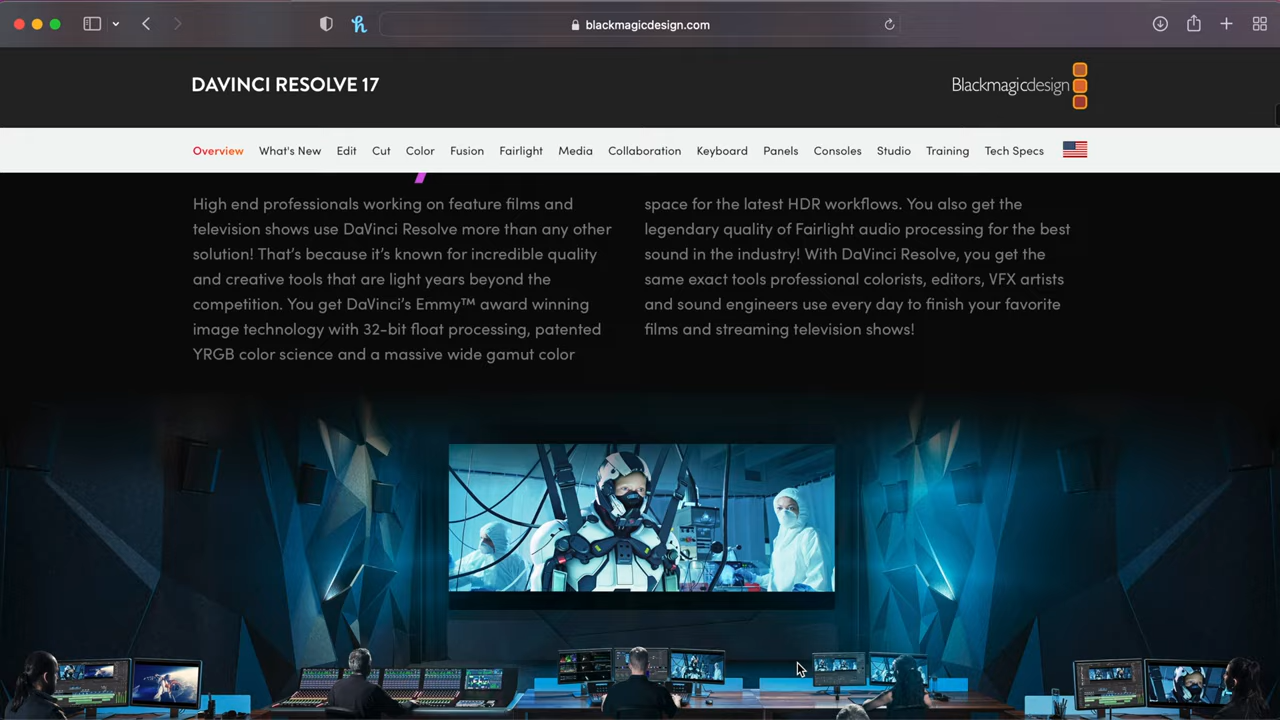 blackmagicdesign.com
DAVINCI RESOLVE 17
Blackmagicdesign
Overview What's New Edit Cut Color Fusion Fairlight Media Collaboration Keyboard Panels Consoles Studio Training Tech Specs
High end professionals working on feature films and
television shows use DaVinci Resolve more than any other
solution! That’s because it’s known for incredible quality
and creative tools that are light years beyond the
competition. You get DaVinci’s Emmy™ award winning
image technology with 32-bit float processing, patented
YRGB color science and a massive wide gamut color
space for the latest HDR workflows. You also get the
legendary quality of Fairlight audio processing for the best
sound in the industry! With DaVinci Resolve, you get the
same exact tools professional colorists, editors, VFX artists
and sound engineers use every day to finish your favorite
films and streaming television shows!